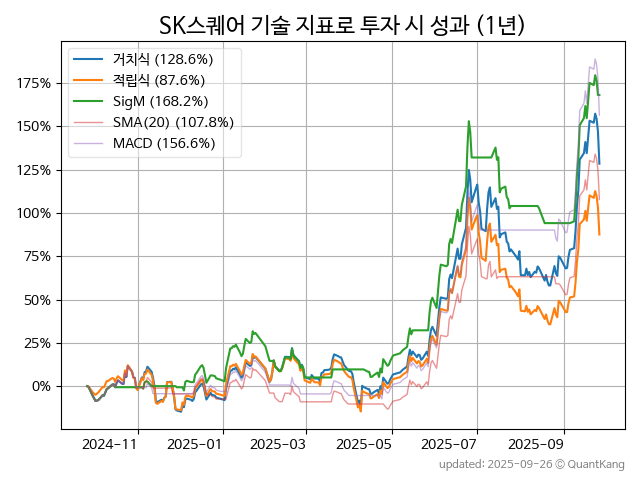 SK스퀘어 기술 지표로 투자 시 성과 (1년)
거치식 (128.6%)
적립식 (87.6%)
SigM (168.2%)
SMA(20) (107.8%)
MACD (156.6%)
175%
150%
125%
100%
75%
50%
25%
0%
2024-11 2025-01 2025-03 2025-05 2025-07 2025-09
updated: 2025-09-26 © QuantKang